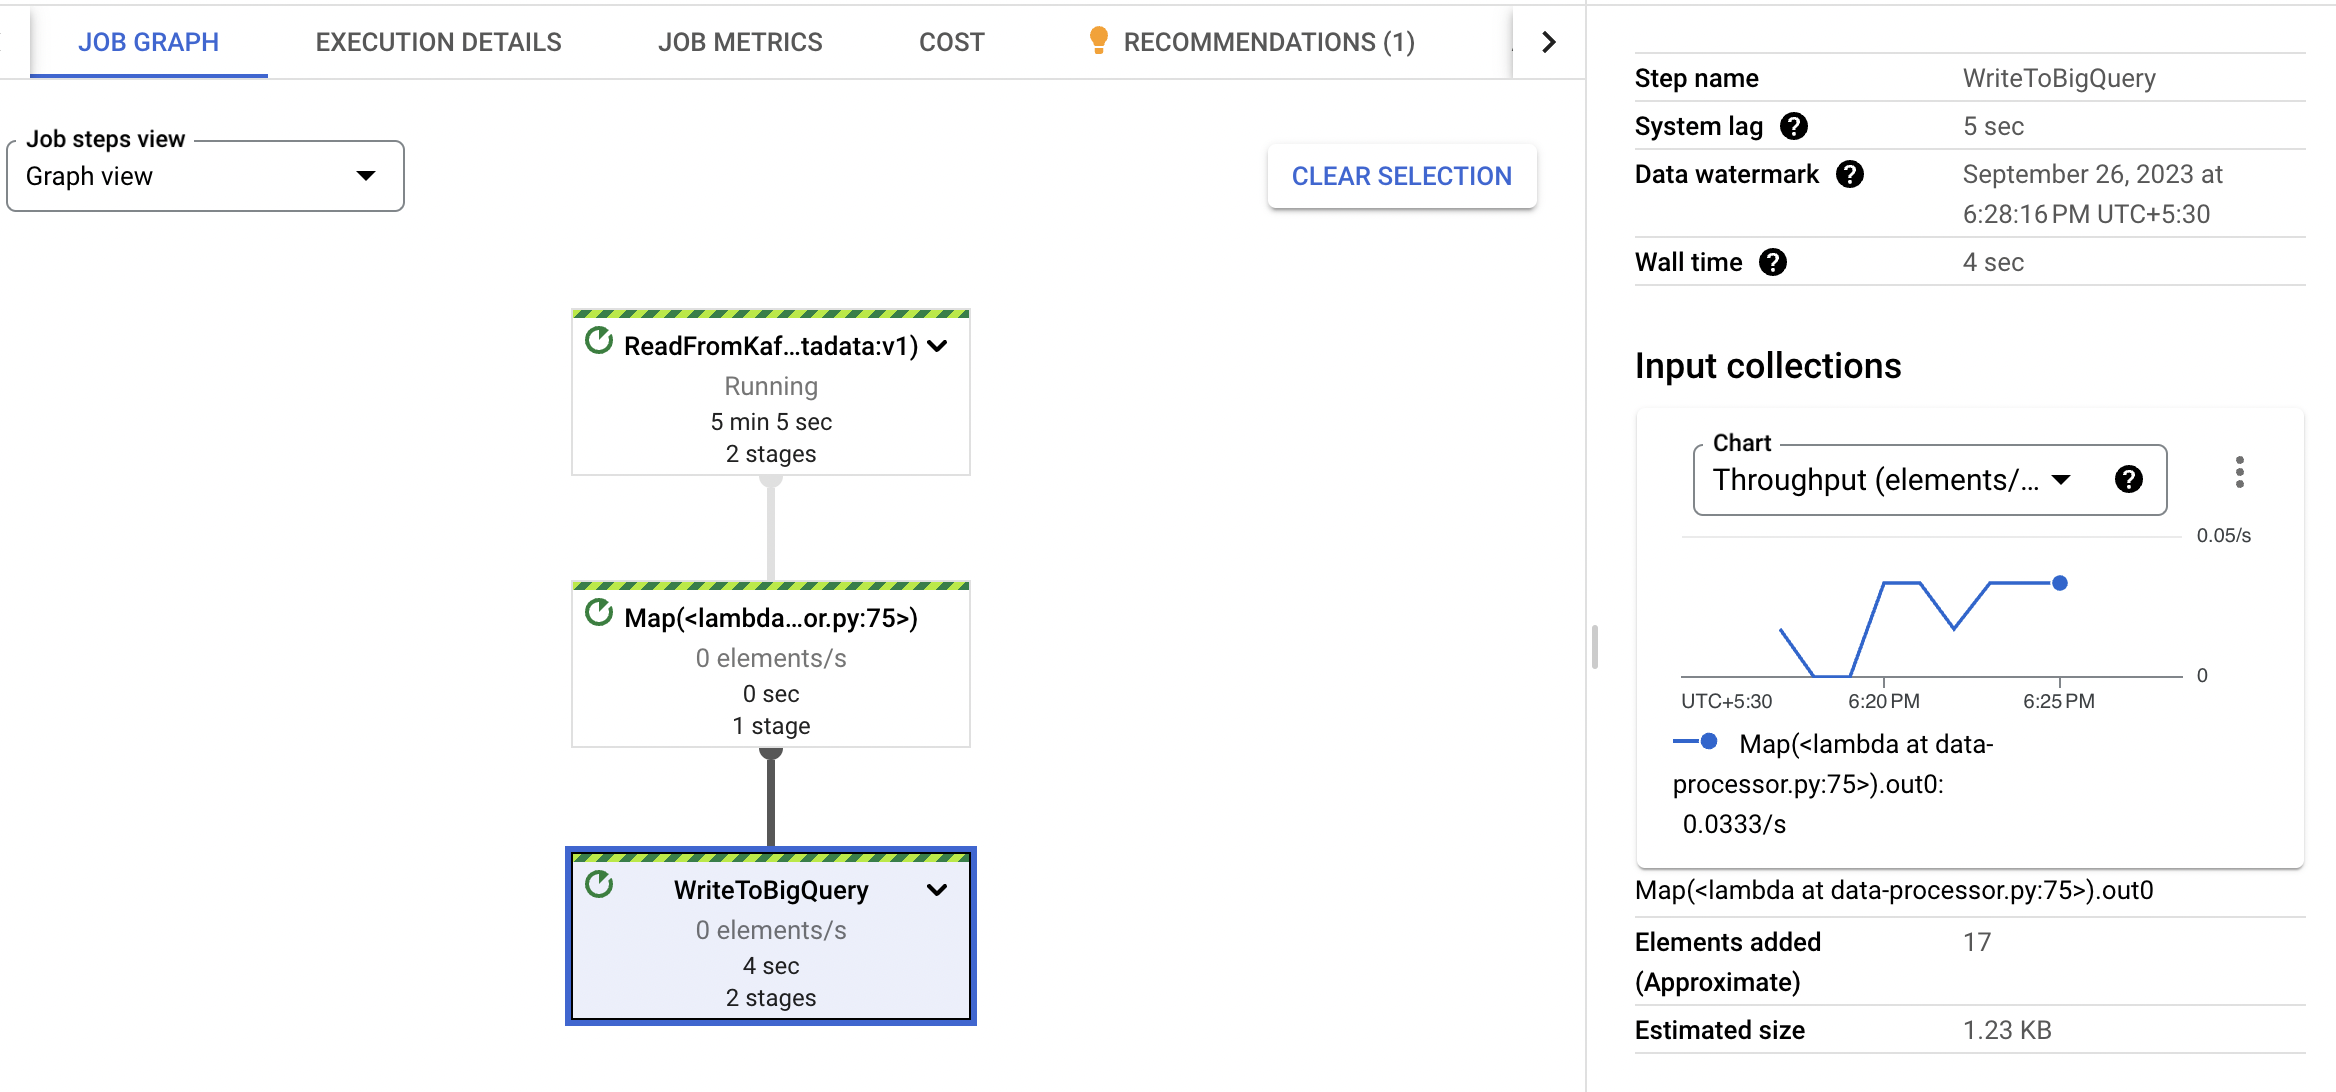 JOB GRAPH
EXECUTION DETAILS
JOB METRICS
COST
RECOMMENDATIONS (1)
Job steps view
Graph view
CLEAR SELECTION
ReadFromKaf...tadata:v1)
Running
5 min 5 sec
2 stages
Map(<lambda...or.py:75>)
0 elements/s
0 sec
1 stage
WriteToBigQuery
0 elements/s
4 sec
2 stages
Step name WriteToBigQuery
System lag ? 5 sec
Data watermark ? September 26, 2023 at
6:28:16 PM UTC+5:30
Wall time ? 4 sec
Input collections
Chart
Throughput (elements/... ?
0.05/s
0
UTC+5:30 6:20 PM 6:25 PM
Map(<lambda at data-
processor.py:75>).out0:
0.0333/s
Map(<lambda at data-processor.py:75>).out0
Elements added 17
(Approximate)
Estimated size 1.23 KB